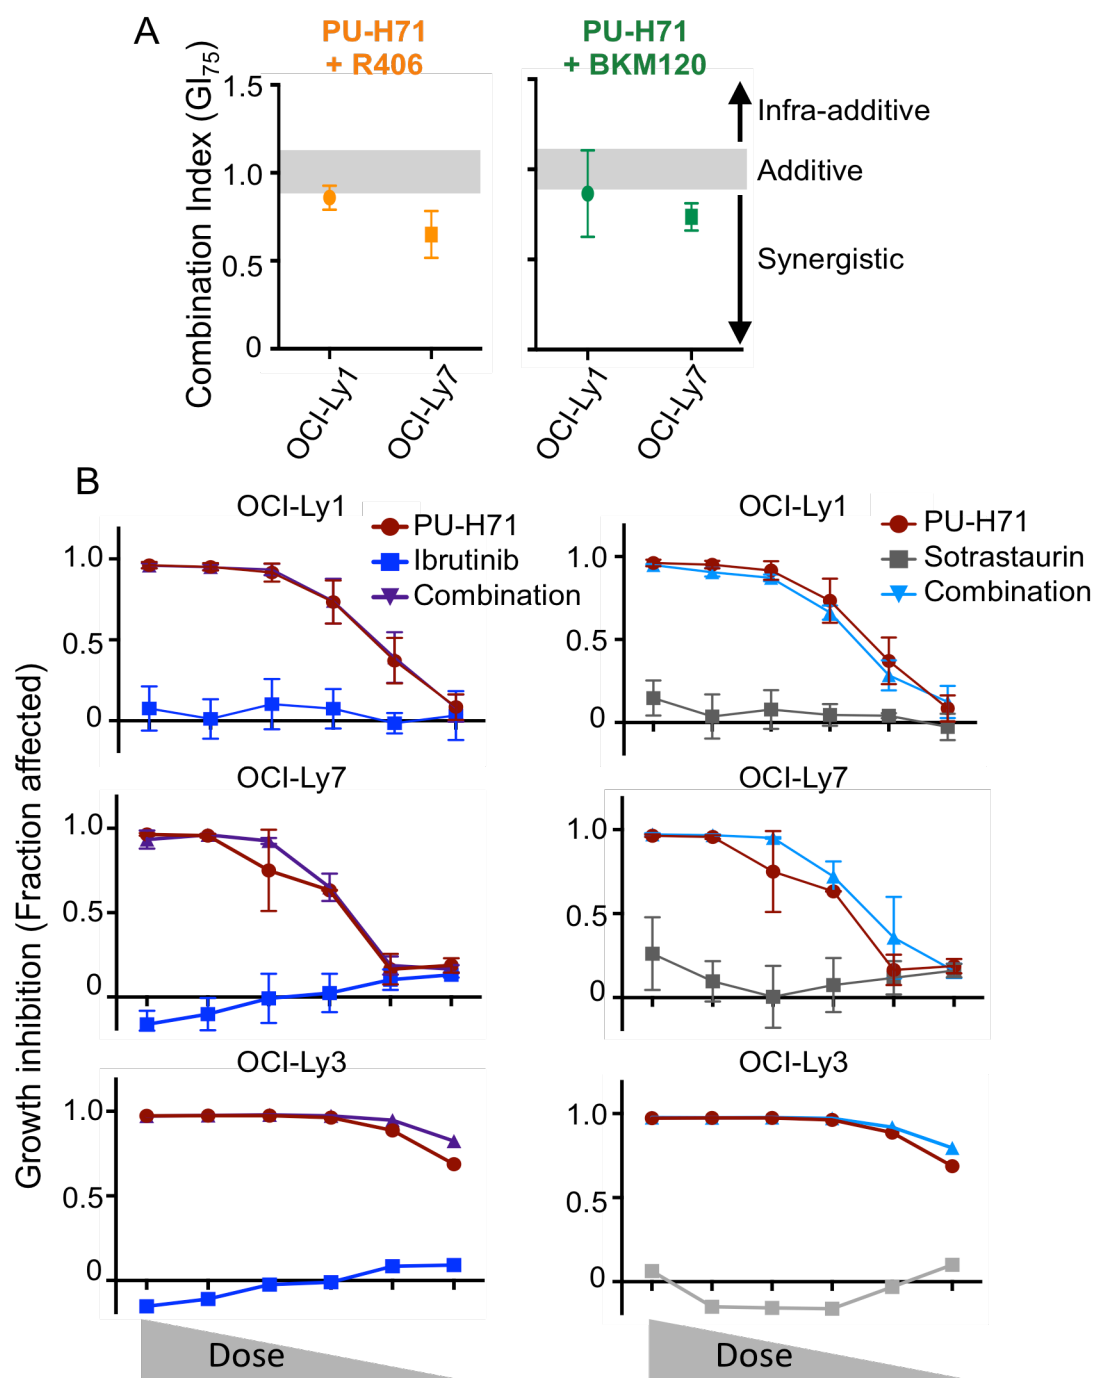 A
PU-H71
+ R406
PU-H71
+ BKM120
Combination Index (GI75)
1.5
1.0
0.5
0
Infra-additive
Additive
Synergistic
OCI-Ly1
OCI-Ly7
OCI-Ly1
OCI-Ly7
B
Growth inhibition (Fraction affected)
OCI-Ly1
PU-H71
Ibrutinib
Combination
1.0
0.5
0
OCI-Ly1
PU-H71
Sotrastaurin
Combination
1.0
0.5
0
OCI-Ly7
1.0
0.5
0
OCI-Ly7
1.0
0.5
0
OCI-Ly3
1.0
0.5
0
OCI-Ly3
1.0
0.5
0
Dose
Dose